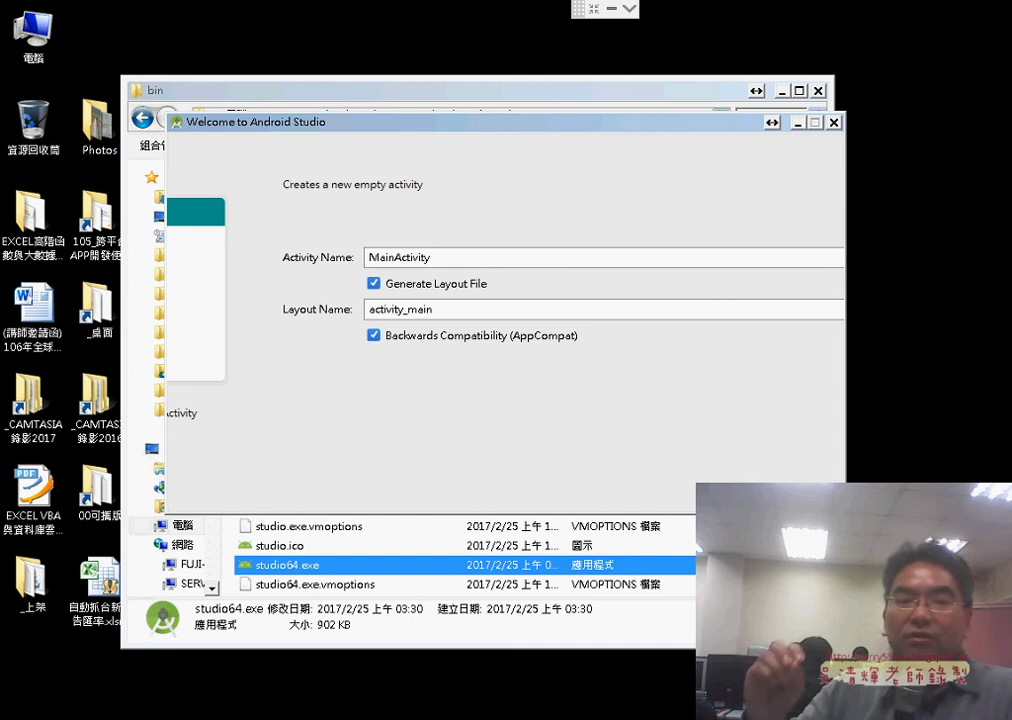 電腦
資源回收筒
Photos
EXCEL高階函
數與大數據...
105_跨平台
APP開發使
(講師邀請函)
106年全球...
_桌面
_CAMTASIA
錄影2017
_CAMTAS
錄影2016
EXCEL VBA
與資料庫雲...
00可攜版
_上架
自動抓台新
告匯率.xlsm
bin
組合管
Welcome to Android Studio
Creates a new empty activity
Activity Name:
MainActivity
Generate Layout File
Layout Name:
activity_main
Backwards Compatibility (AppCompat)
Activity
電腦
網路
FUJI-
SERV
studio.exe.vmoptions 2017/2/25 上午 1... VMOPTIONS 檔案
studio.ico 2017/2/25 上午 1... 圖示
studio64.exe 2017/2/25 上午 0... 應用程式
studio64.exe.vmoptions 2017/2/25 上午 1... VMOPTIONS 檔案
studio64.exe 修改日期: 2017/2/25 上午 03:30 建立日期: 2017/2/25 上午 03:30
應用程式 大小: 902 KB
吳清輝老師錄製